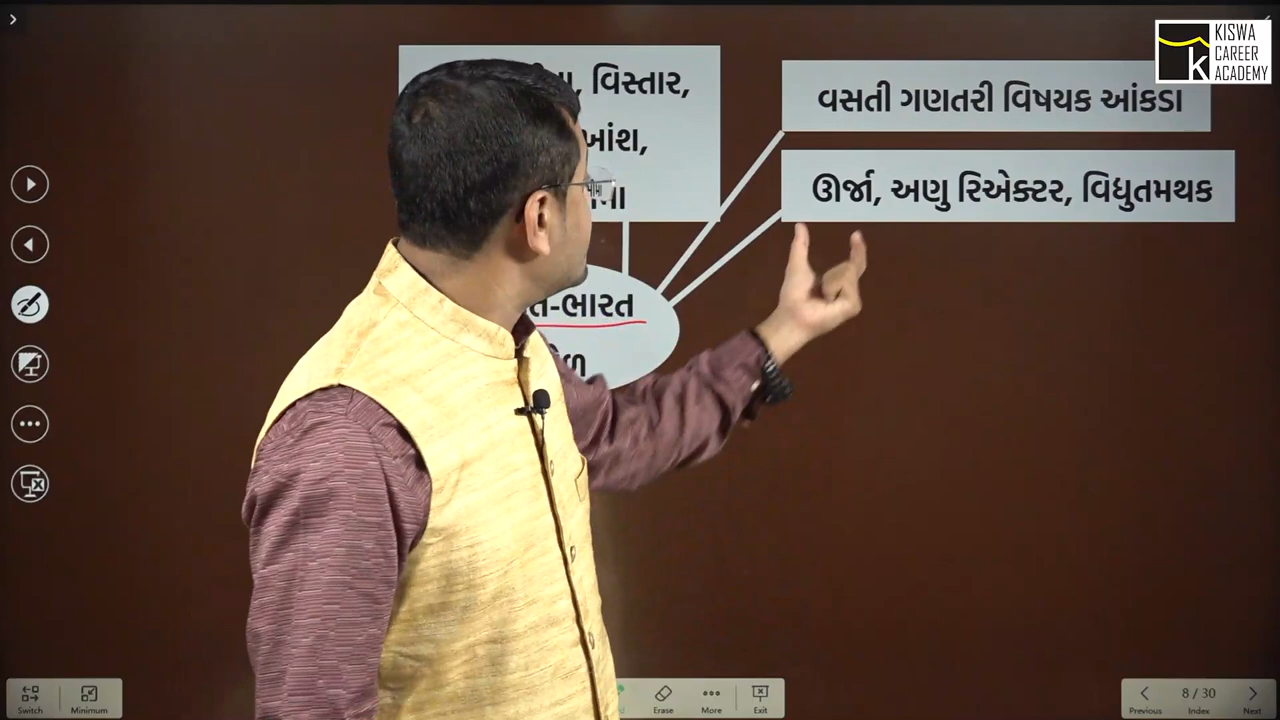 KISWA
CAREER
ACADEMY
વિસ્તાર,
વસતી ગણતરી વિષયક આંકડા
ઊર્જા, અણુ રિએક્ટર, વિદ્યુતમથક
-ભારત
Switch
Minimum
Erase
More
Exit
8 / 30
Previous
Index
Next